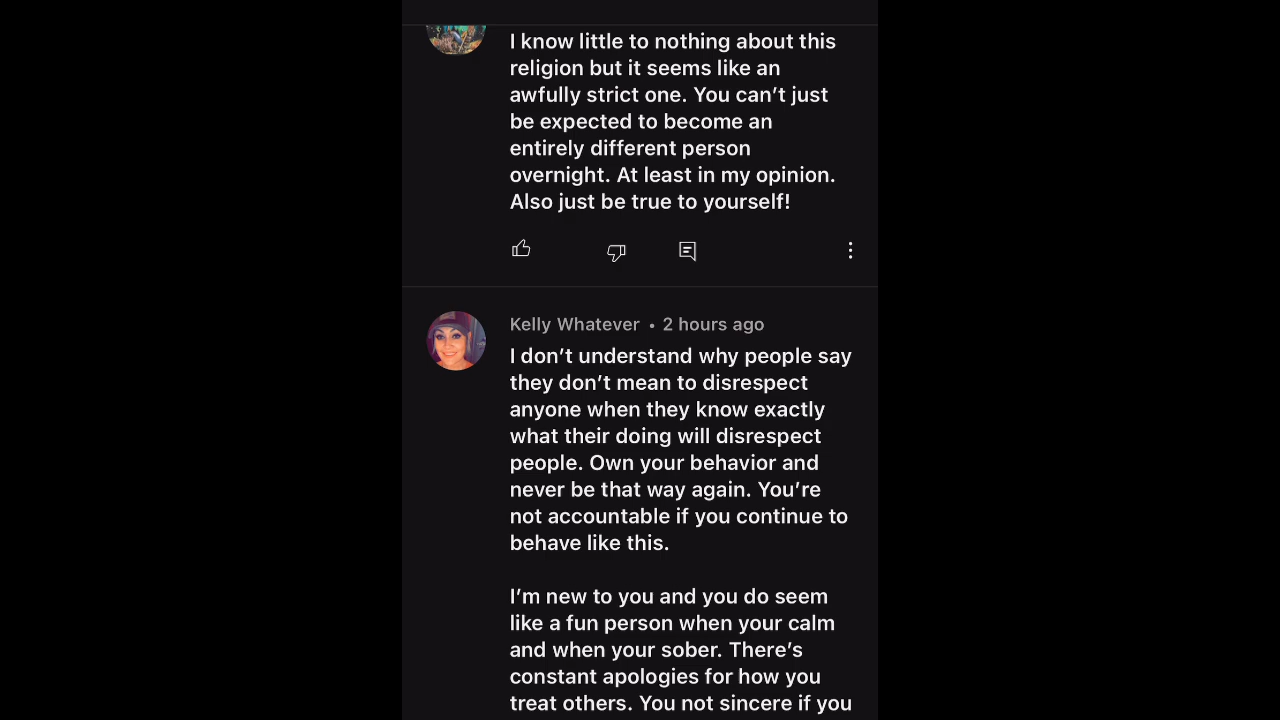 I know little to nothing about this
religion but it seems like an
awfully strict one. You can’t just
be expected to become an
entirely different person
overnight. At least in my opinion.
Also just be true to yourself!
Kelly Whatever • 2 hours ago
I don’t understand why people say
they don’t mean to disrespect
anyone when they know exactly
what their doing will disrespect
people. Own your behavior and
never be that way again. You’re
not accountable if you continue to
behave like this.
I’m new to you and you do seem
like a fun person when your calm
and when your sober. There’s
constant apologies for how you
treat others. You not sincere if you